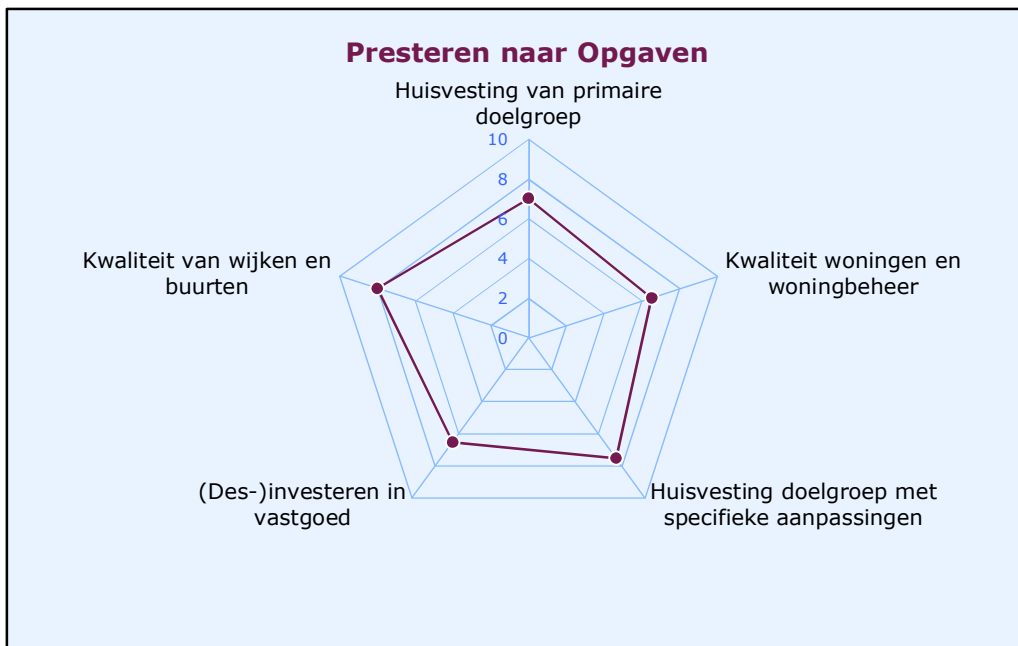 Presteren naar Opgaven
Huisvesting van primaire
doelgroep
10
8
6
4
2
0
Kwaliteit van wijken en
buurten
Kwaliteit woningen en
woningbeheer
(Des-)investeren in
vastgoed
Huisvesting doelgroep met
specifieke aanpassingen